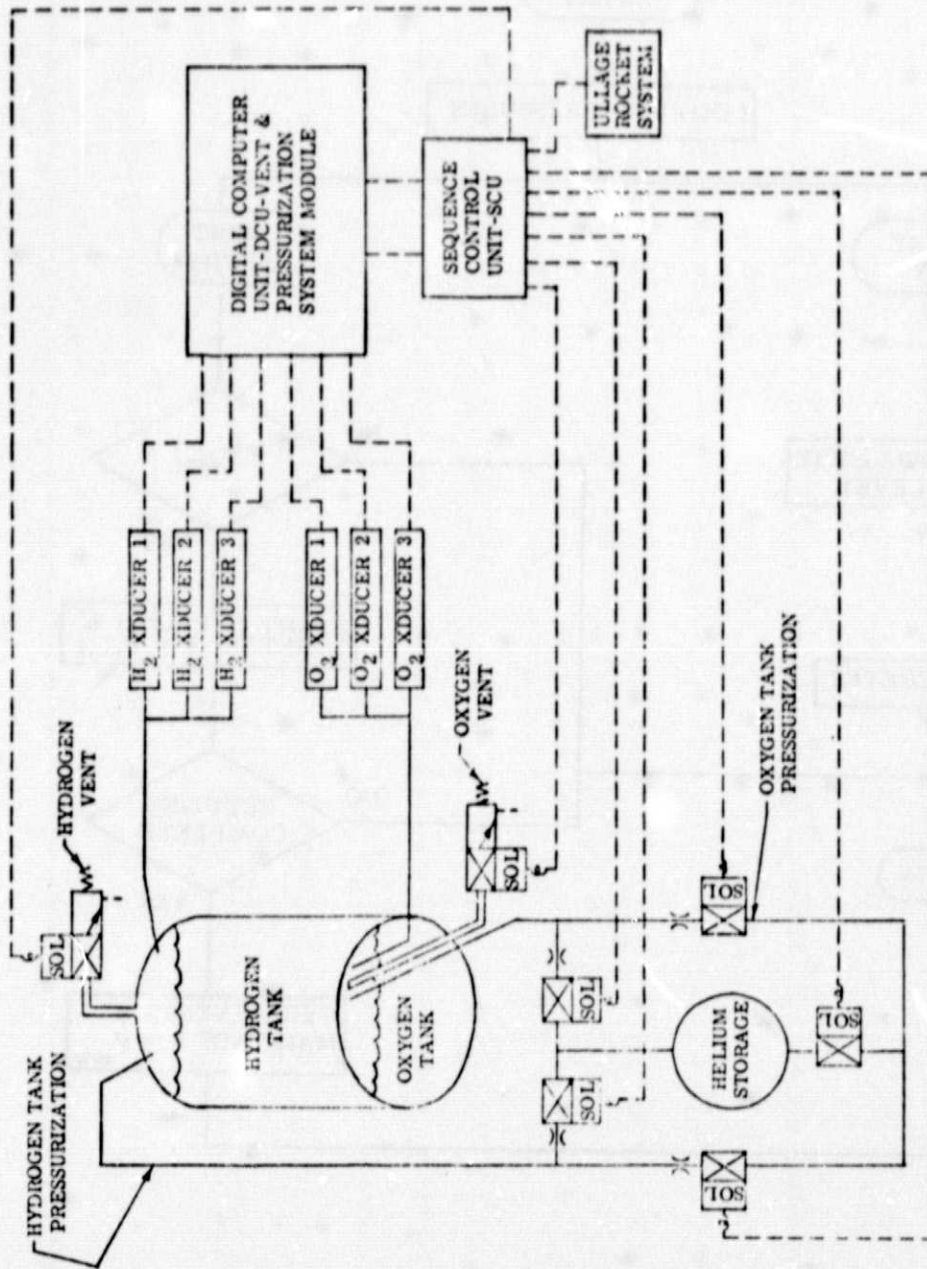 HYDROGEN TANK
PRESSURIZATION
HYDROGEN
VENT
SOL
HYDROGEN
TANK
OXYGEN
TANK
OXYGEN
VENT
SOL
H2 XDUCER 1
H2 XDUCER 2
H2 XDUCER 3
O2 XDUCER 1
O2 XDUCER 2
O2 XDUCER 3
DIGITAL COMPUTER
UNIT-DCU-VENT &
PRESSURIZATION
SYSTEM MODULE
SEQUENCE
CONTROL
UNIT-SCU
ULLAGE
ROCKET
SYSTEM
SOL
SOL
HELIUM
STORAGE
SOL
SOL
SOL
OXYGEN TANK
PRESSURIZATION